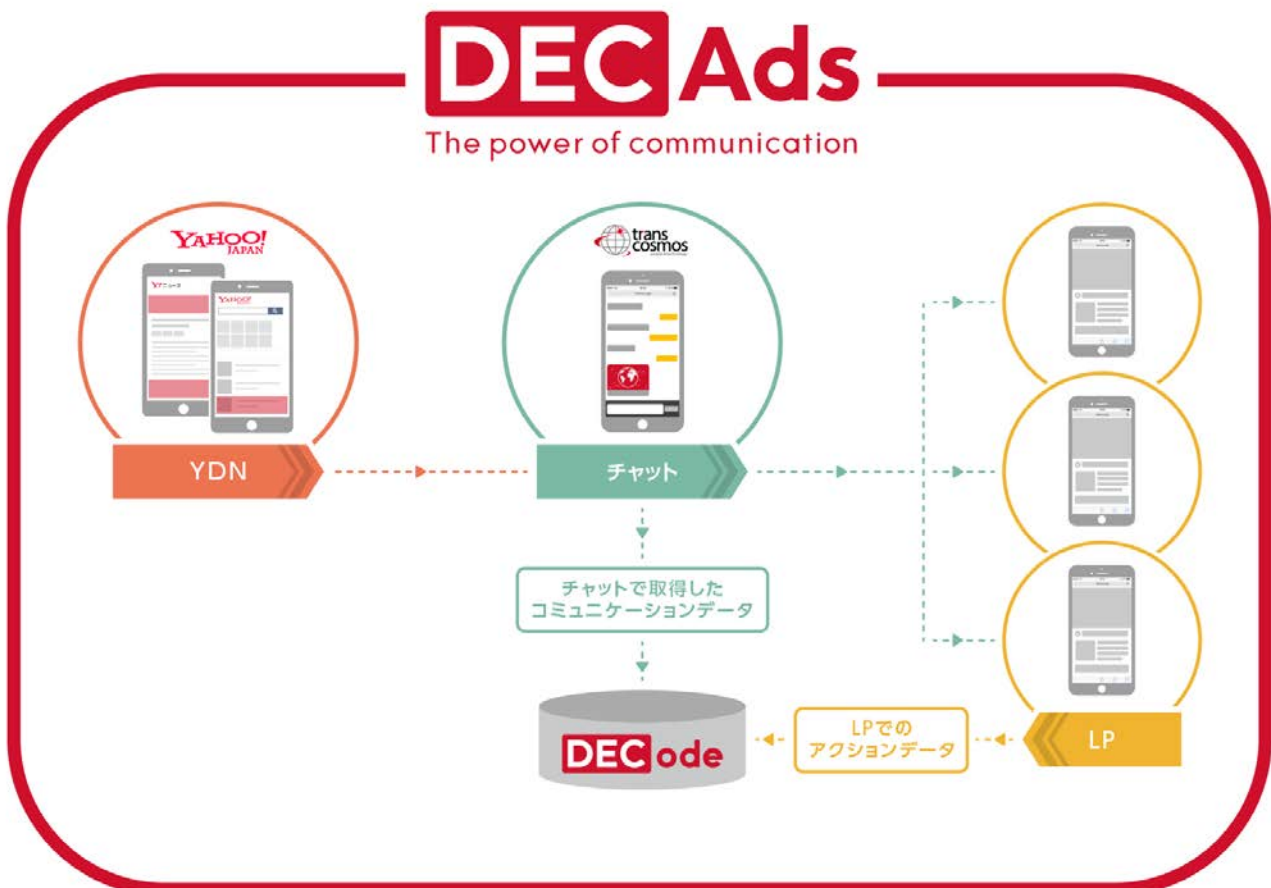 DEC Ads
The power of communication
YAHOO!
JAPAN
trans
cosmos
YAHOO!
YDN
チャット
チャットで取得した
コミュニケーションデータ
DECode
LPでの
アクションデータ
LP